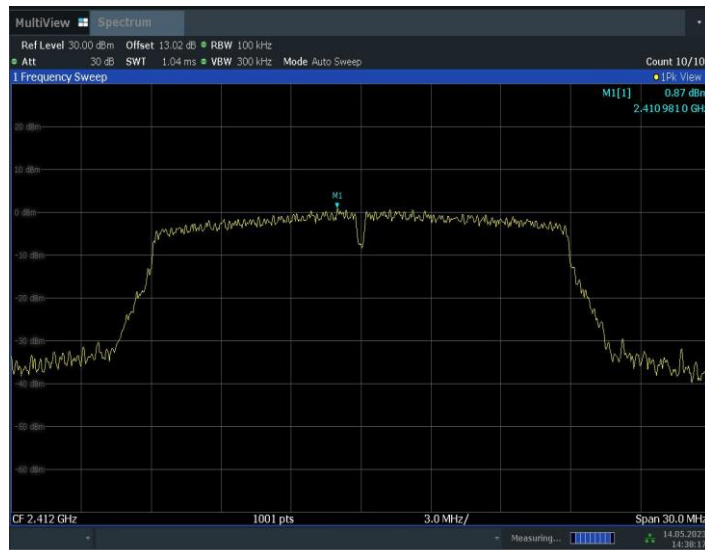 MultiView Spectrum
Ref Level 30.00 dBm Offset 13.02 dB RBW 100 kHz
Att 30 dB SWT 1.04 ms VBW 300 kHz Mode Auto Sweep Count 10/10
1 Frequency Sweep 1Pk View
M1[1] 0.87 dBm
2.410 981 0 GHz
20 dBm
10 dBm
M1
0 dBm
-10 dBm
-20 dBm
-30 dBm
-40 dBm
-50 dBm
-60 dBm
CF 2.412 GHz 1001 pts 3.0 MHz/ Span 30.0 MHz
Measuring... 14.05.2023
14:38:17